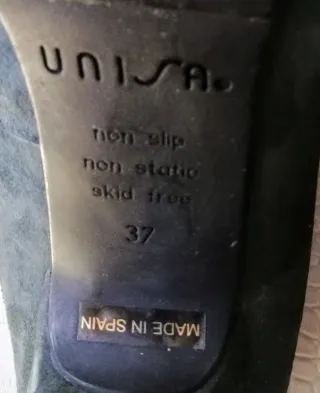 UNISA
non slip
non static
skid free
37
MADE IN SPAIN